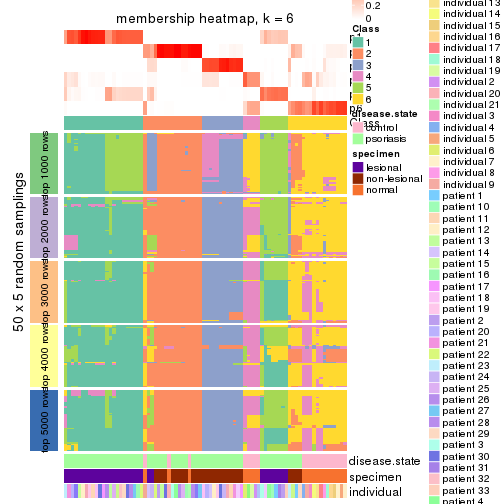 membership heatmap, k = 6
0.2
0
Class
1
2
3
4
5
6
disease.state
control
psoriasis
specimen
lesional
non-lesional
normal
50 x 5 random samplings
top 1000 rows
top 2000 rows
top 3000 rows
top 4000 rows
top 5000 rows
disease.state
specimen
individual
individual 13
individual 14
individual 15
individual 16
individual 17
individual 18
individual 19
individual 2
individual 20
individual 21
individual 3
individual 4
individual 5
individual 6
individual 7
individual 8
individual 9
patient 1
patient 10
patient 11
patient 12
patient 13
patient 14
patient 15
patient 16
patient 17
patient 18
patient 19
patient 2
patient 20
patient 21
patient 22
patient 23
patient 24
patient 25
patient 26
patient 27
patient 28
patient 29
patient 3
patient 30
patient 31
patient 32
patient 33
patient 4